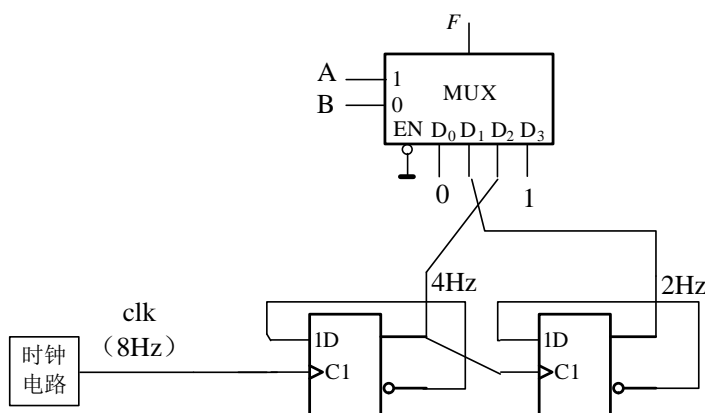 F
A
1
B
0
MUX
EN D₀ D₁ D₂ D₃
0
1
4Hz
2Hz
clk
(8Hz)
时钟
电路
1D
C1
1D
C1